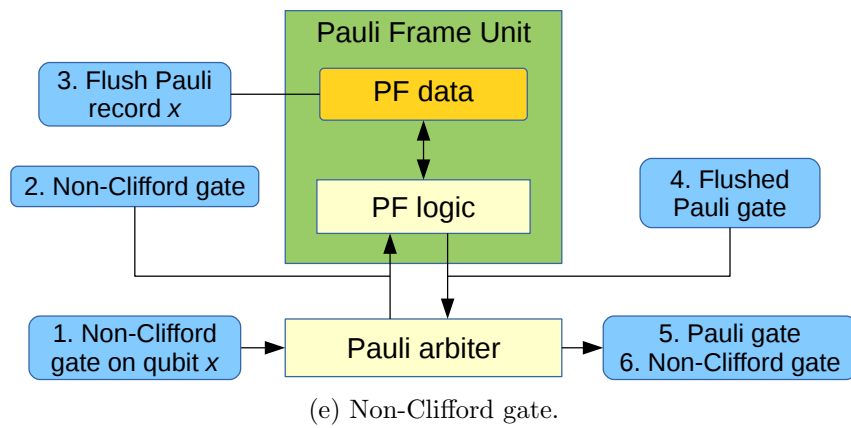 Pauli Frame Unit
3. Flush Pauli
record x
PF data
2. Non-Clifford gate
PF logic
4. Flushed
Pauli gate
1. Non-Clifford
gate on qubit x
Pauli arbiter
5. Pauli gate
6. Non-Clifford gate
(e) Non-Clifford gate.